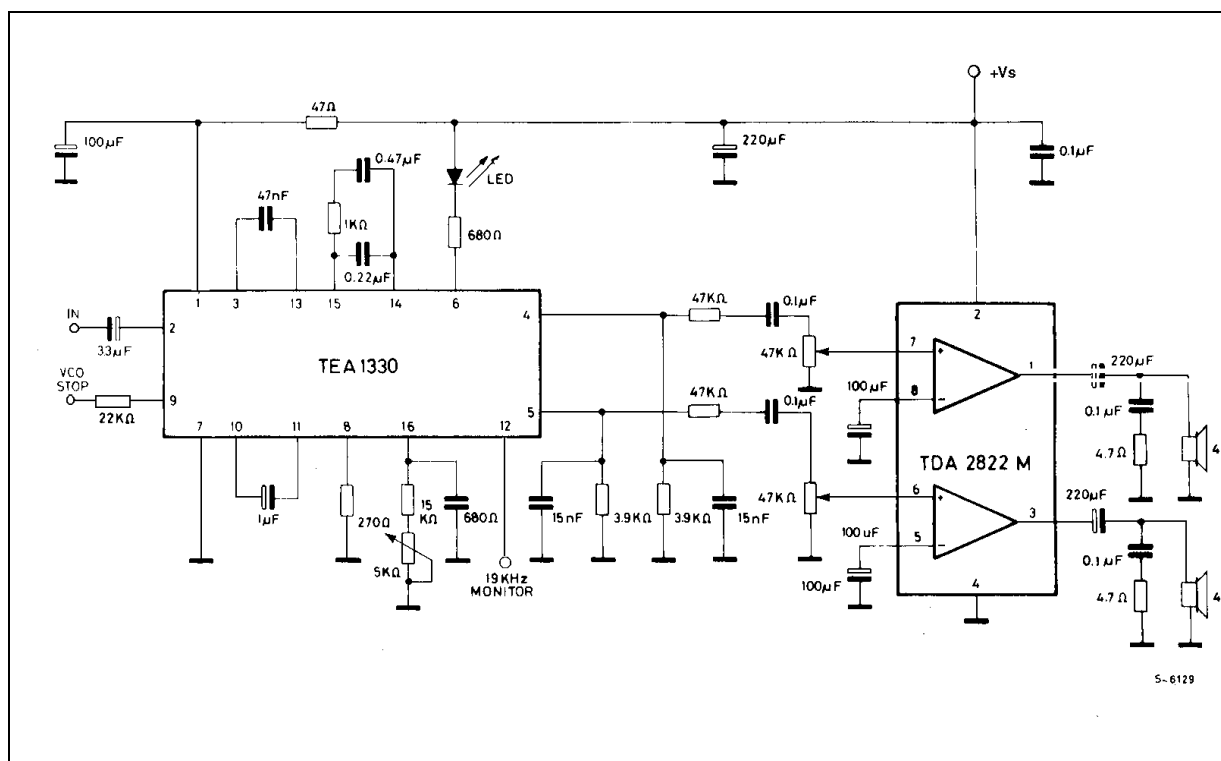 +Vs
47Ω
100µF
220µF
0.1µF
0.47µF
LED
47nF
1KΩ
680Ω
0.22µF
1
3
13
15
14
6
47KΩ
0.1µF
IN
2
4
2
3.3µF
TEA 1330
47KΩ
7
+
1
220µF
VCO
STOP
47KΩ
100µF
8
–
0.1µF
9
5
0.1µF
22KΩ
4.7Ω
4
7
10
11
8
16
12
TDA 2822 M
47KΩ
6
+
220µF
3
1µF
270Ω
15
KΩ
680Ω
15nF
3.9KΩ
3.9KΩ
15nF
100uF
5
–
0.1µF
5KΩ
100µF
4
4.7Ω
4
19KHz
MONITOR
S-6129